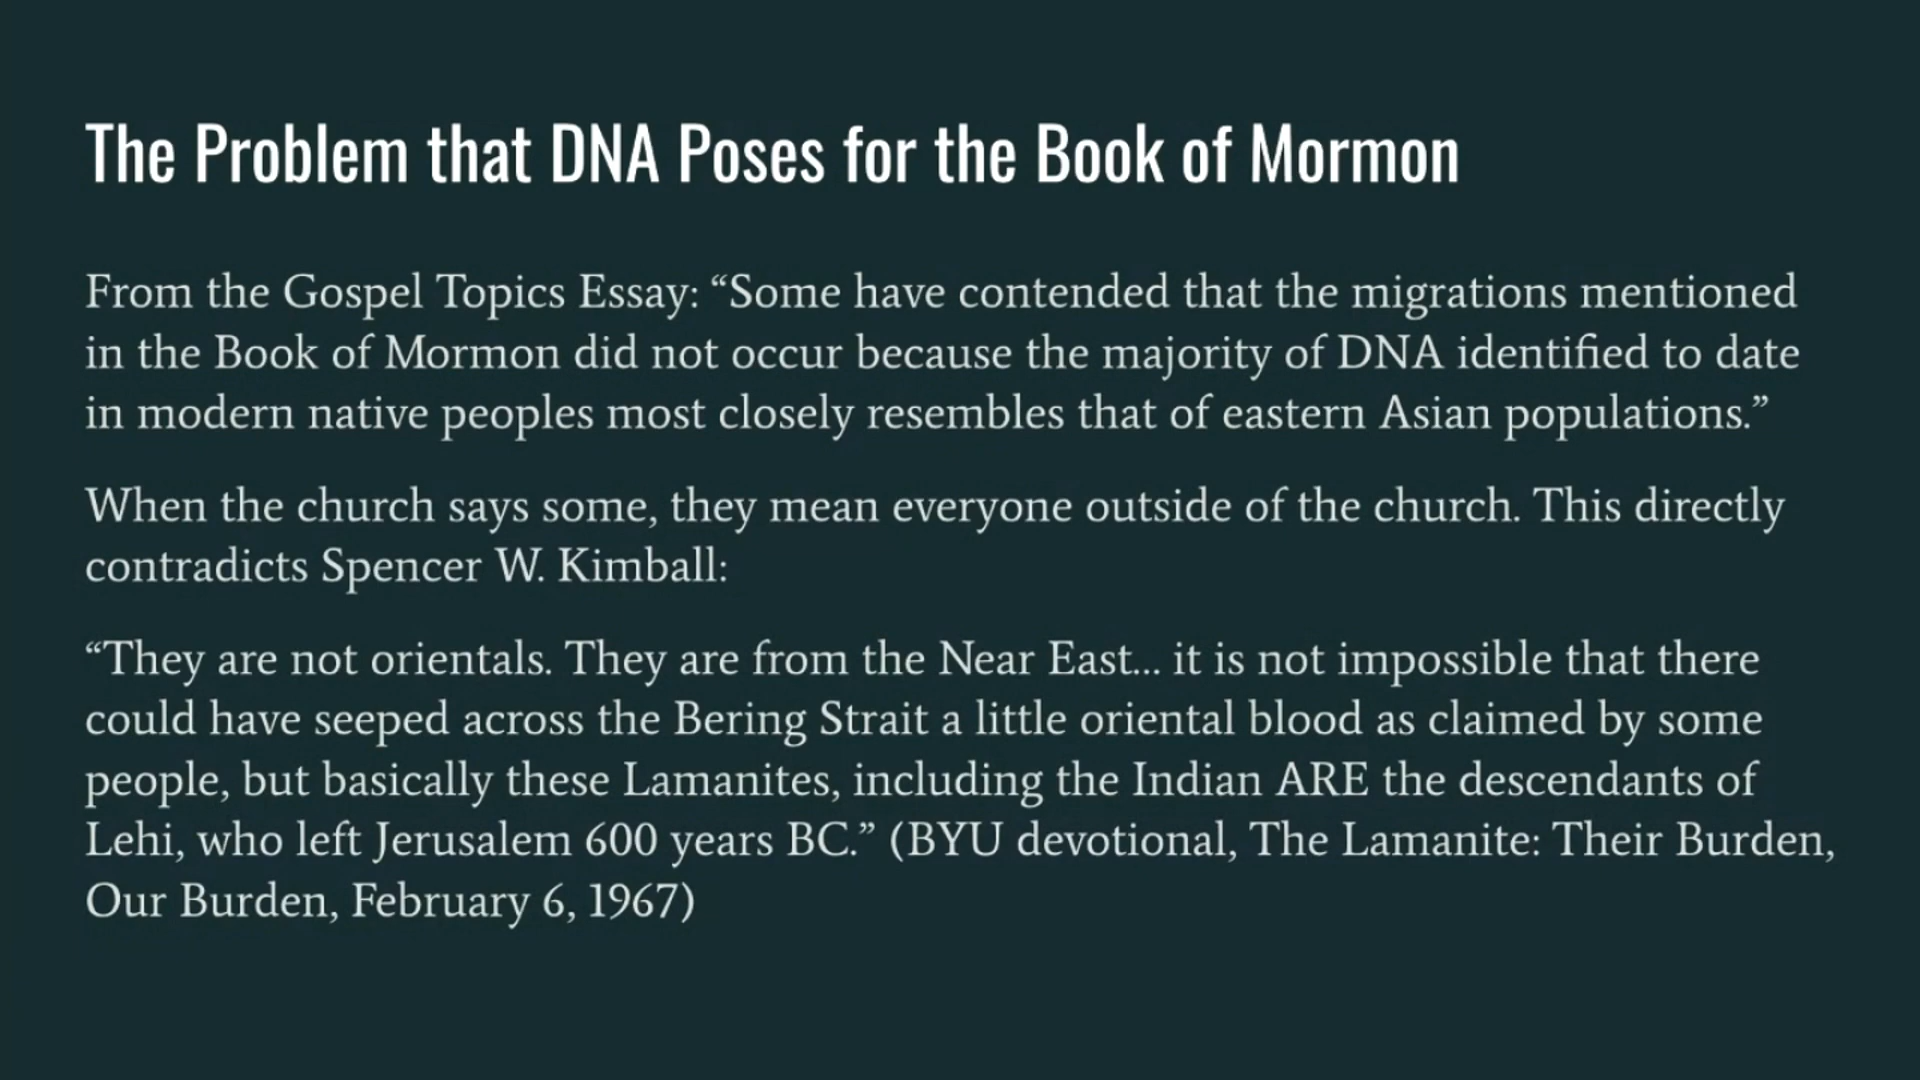 The Problem that DNA Poses for the Book of Mormon
From the Gospel Topics Essay: “Some have contended that the migrations mentioned
in the Book of Mormon did not occur because the majority of DNA identified to date
in modern native peoples most closely resembles that of eastern Asian populations.”
When the church says some, they mean everyone outside of the church. This directly
contradicts Spencer W. Kimball:
“They are not orientals. They are from the Near East... it is not impossible that there
could have seeped across the Bering Strait a little oriental blood as claimed by some
people, but basically these Lamanites, including the Indian ARE the descendants of
Lehi, who left Jerusalem 600 years BC.” (BYU devotional, The Lamanite: Their Burden,
Our Burden, February 6, 1967)